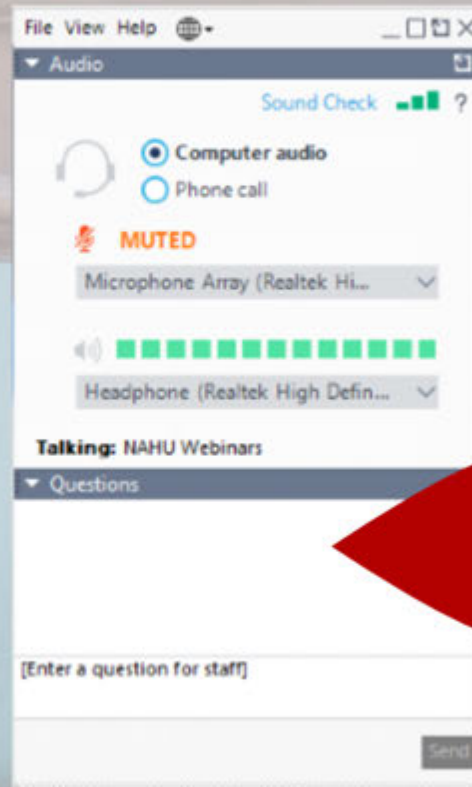 File View Help
Audio
Sound Check ?
Computer audio
Phone call
MUTED
Microphone Array (Realtek Hi...
Headphone (Realtek High Defin...
Talking: NAHU Webinars
Questions
[Enter a question for staff]
Send